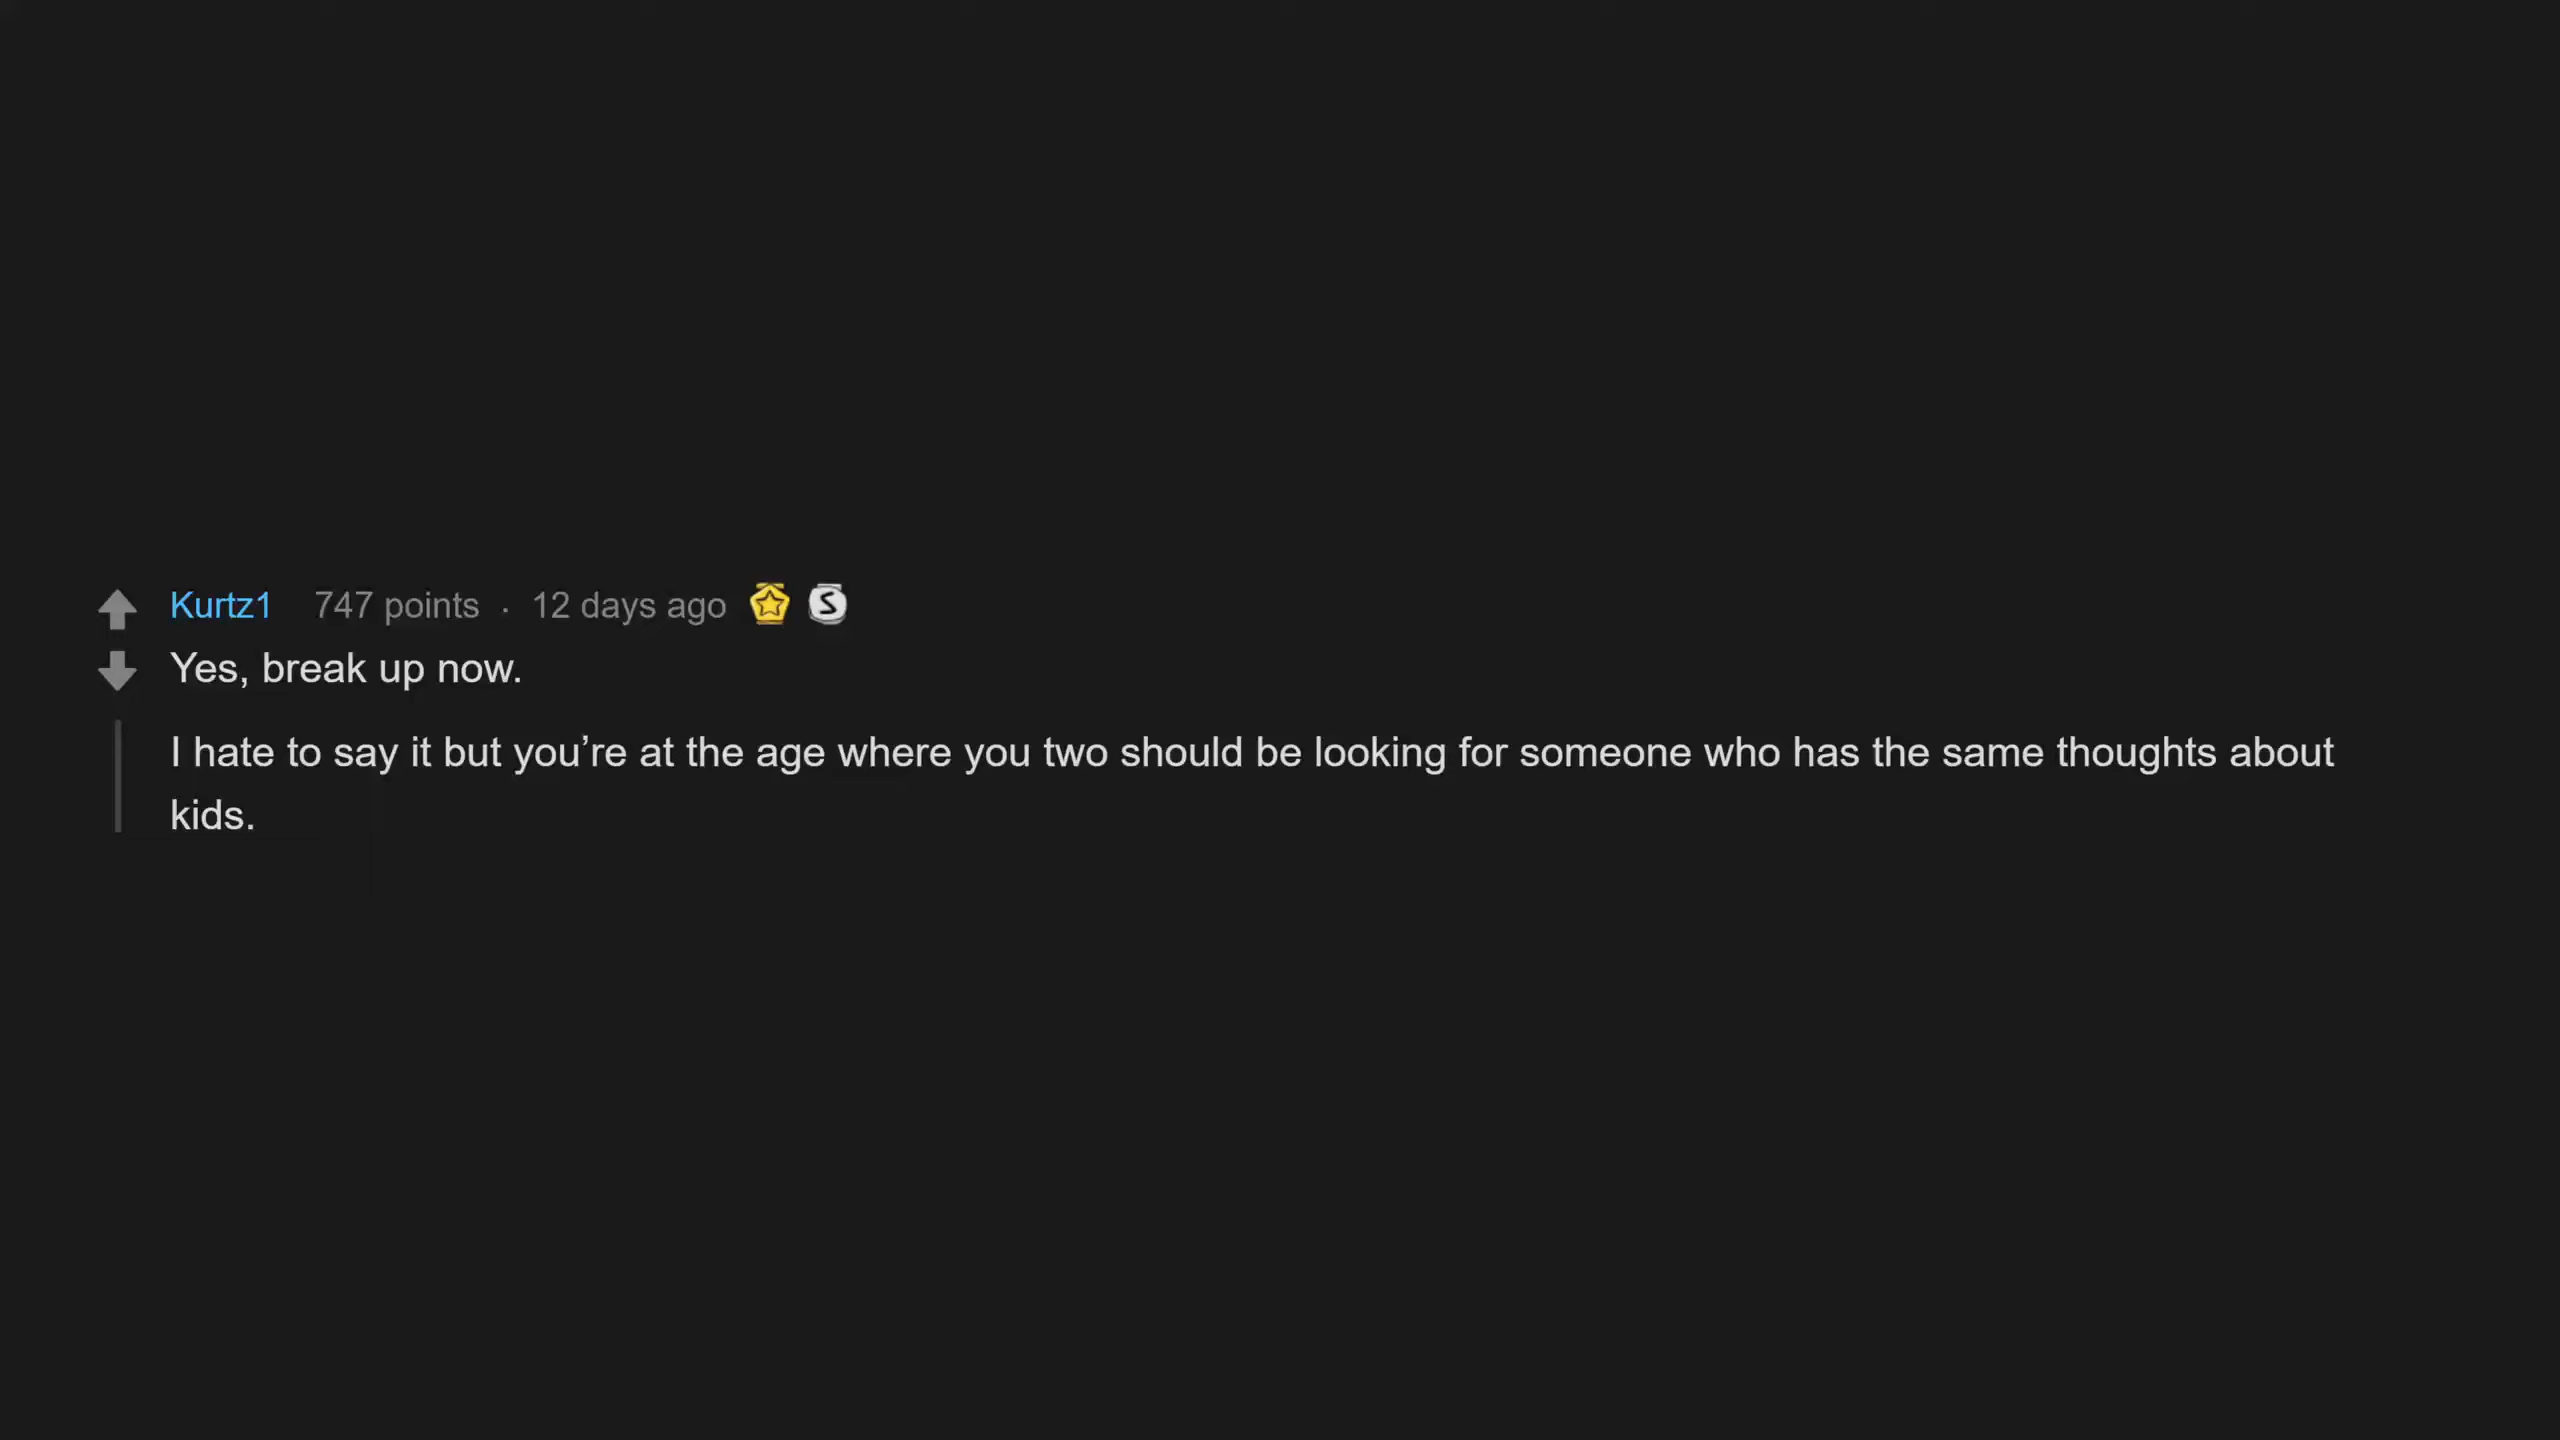 Kurtz1 747 points · 12 days ago S
Yes, break up now.
I hate to say it but you’re at the age where you two should be looking for someone who has the same thoughts about
kids.